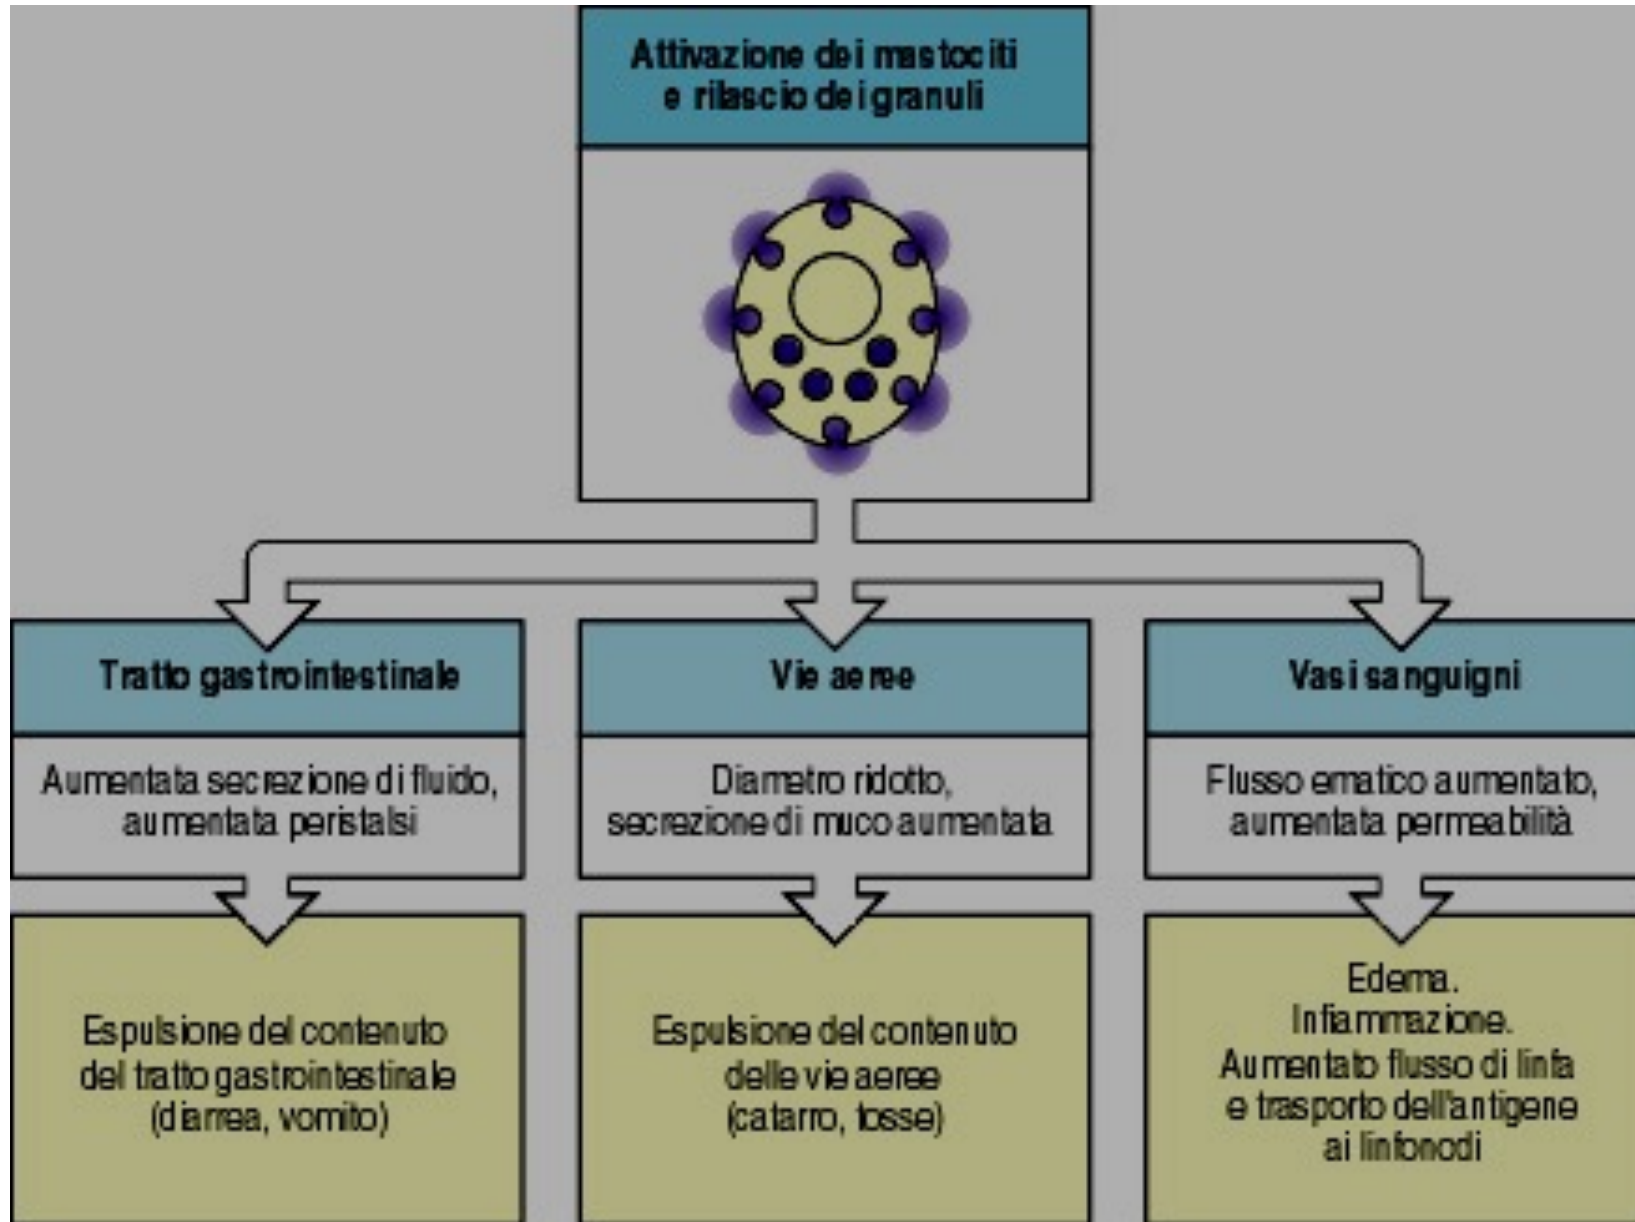 Attivazione dei mastociti
e rilascio dei granuli
Tratto gastrointestinale
Aumentata secrezione di fluido,
aumentata peristalsi
Espulsione del contenuto
del tratto gastrointestinale
(diarrea, vomito)
Vie aeree
Diametro ridotto,
secrezione di muco aumentata
Espulsione del contenuto
delle vie aeree
(catarro, tosse)
Vasi sanguigni
Flusso ematico aumentato,
aumentata permeabilità
Edema.
Infiammazione.
Aumentato flusso di linfa
e trasporto dell'antigene
ai linfonodi